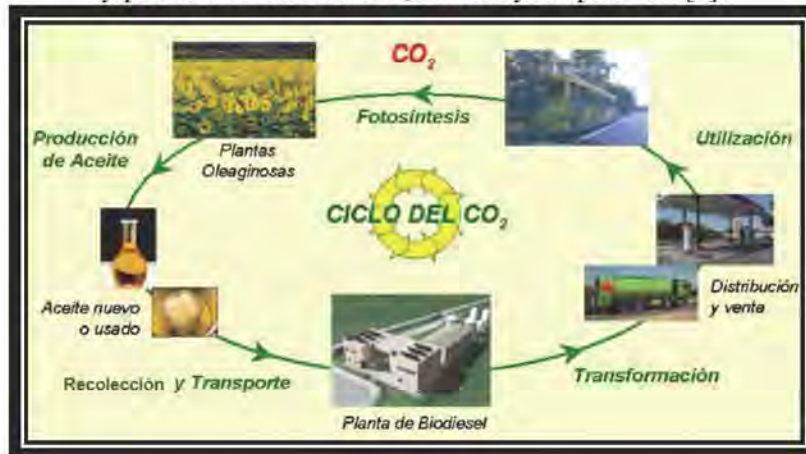 CO2
Fotosíntesis
Plantas
Oleaginosas
Producción
de Aceite
Utilización
CICLO DEL CO2
Aceite nuevo
o usado
Distribución
y venta
Recolección y Transporte
Transformación
Planta de Biodiesel